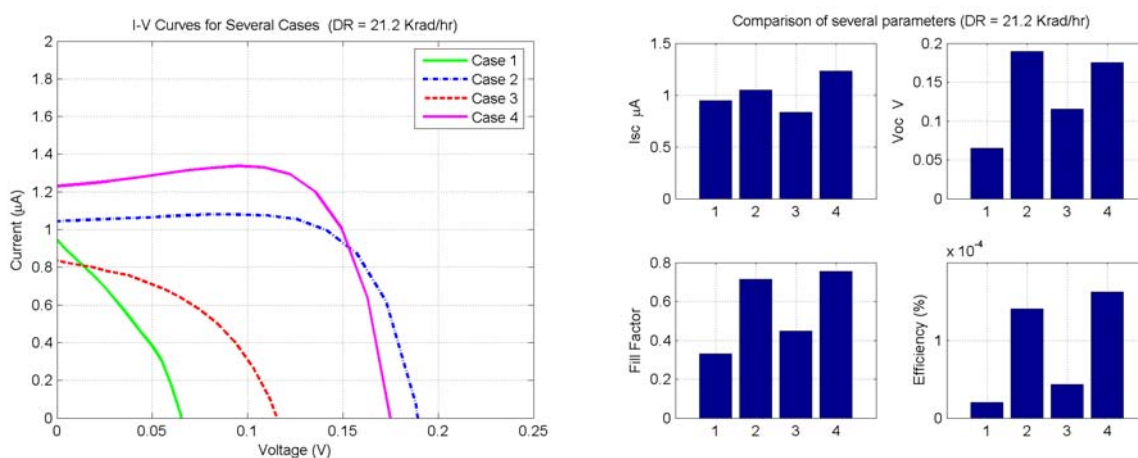 I-V Curves for Several Cases (DR = 21.2 Krad/hr)
2
1.8
1.6
1.4
1.2
1
0.8
0.6
0.4
0.2
0
Current (μA)
0
0.05
0.1
0.15
0.2
0.25
Voltage (V)
Case 1
Case 2
Case 3
Case 4
Comparison of several parameters (DR = 21.2 Krad/hr)
1.5
1
0.5
0
Isc μA
1 2 3 4
0.2
0.15
0.1
0.05
0
Voc V
1 2 3 4
0.8
0.6
0.4
0.2
0
Fill Factor
1 2 3 4
x 10-4
1
0
Efficiency (%)
1 2 3 4